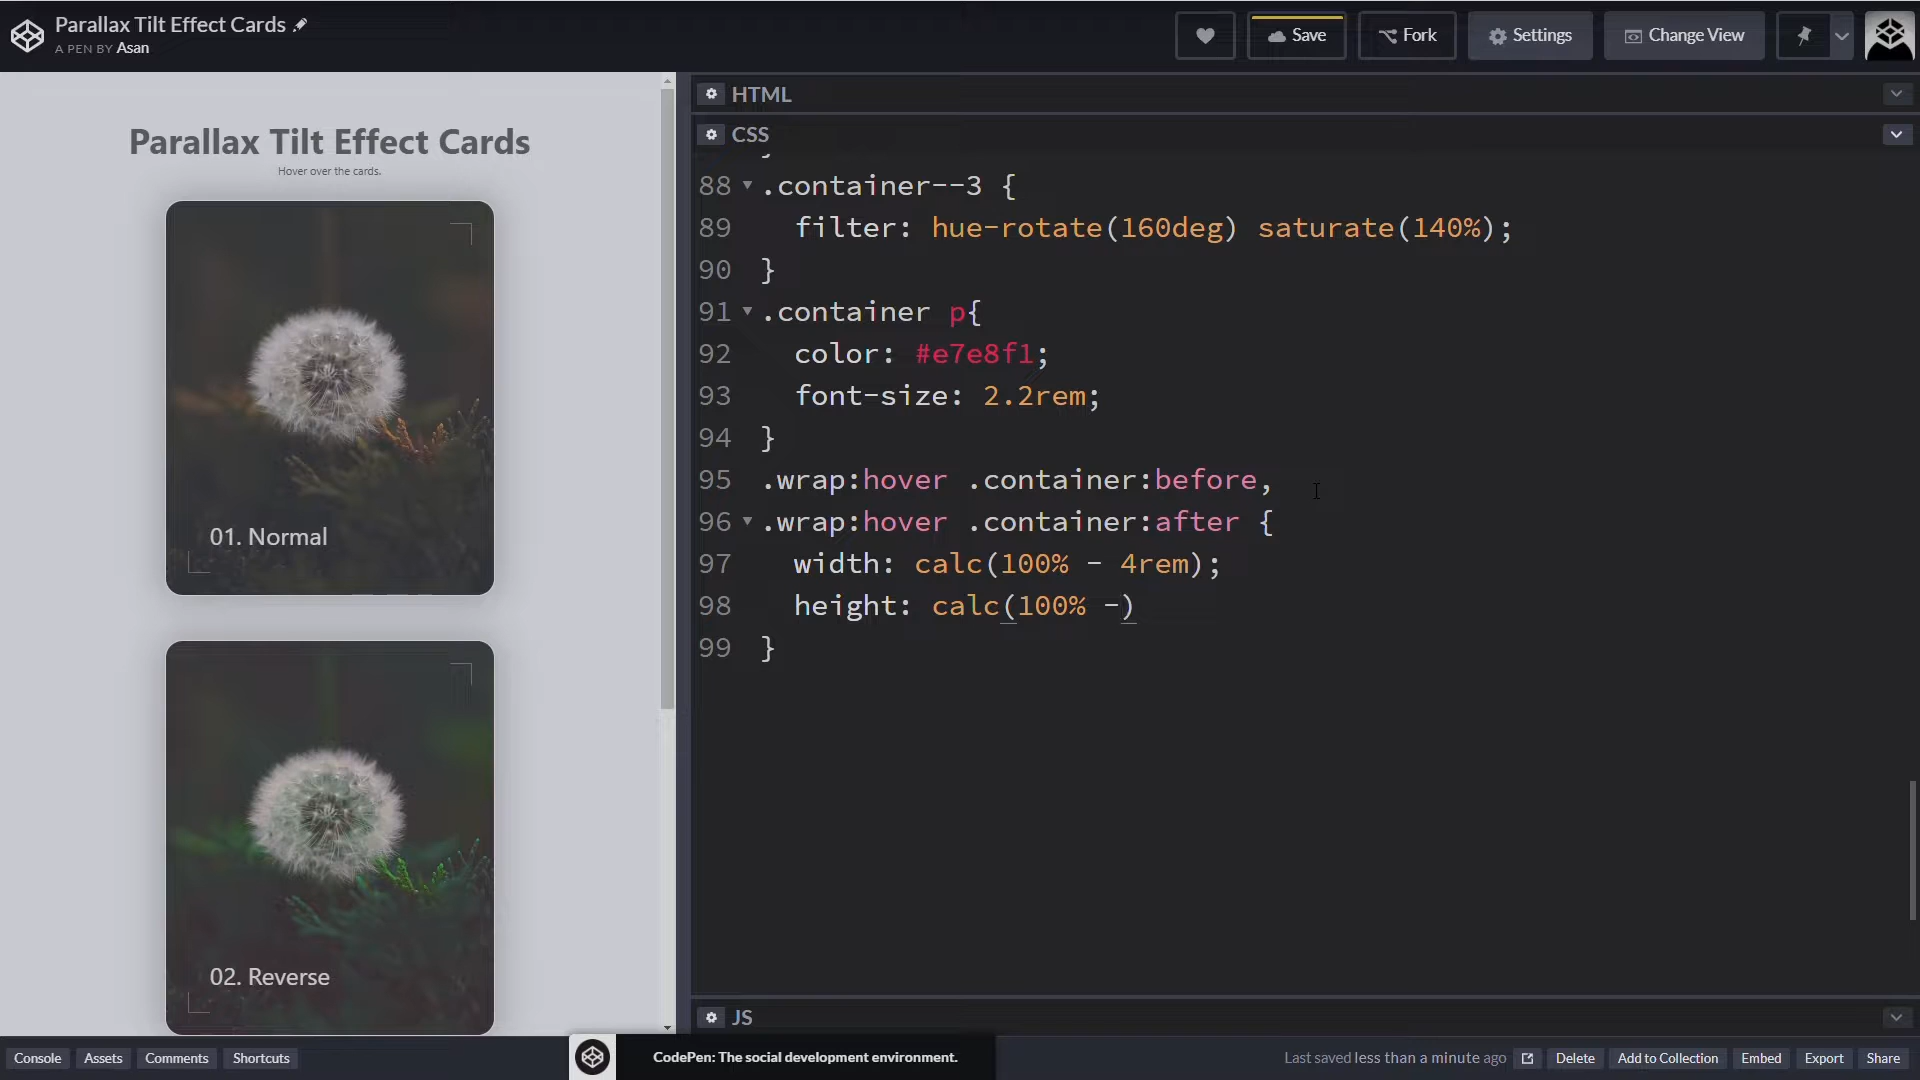 Parallax Tilt Effect Cards
A PEN BY Asan
Save
Fork
Settings
Change View
Parallax Tilt Effect Cards
Hover over the cards.
01. Normal
02. Reverse
HTML
CSS
}
88 .container--3 {
89 filter: hue-rotate(160deg) saturate(140%);
90 }
91 .container p{
92 color: #e7e8f1;
93 font-size: 2.2rem;
94 }
95 .wrap:hover .container:before,
96 .wrap:hover .container:after {
97 width: calc(100% - 4rem);
98 height: calc(100% -)
99 }
JS
Console Assets Comments Shortcuts
CodePen: The social development environment.
Last saved less than a minute ago
Delete Add to Collection Embed Export Share